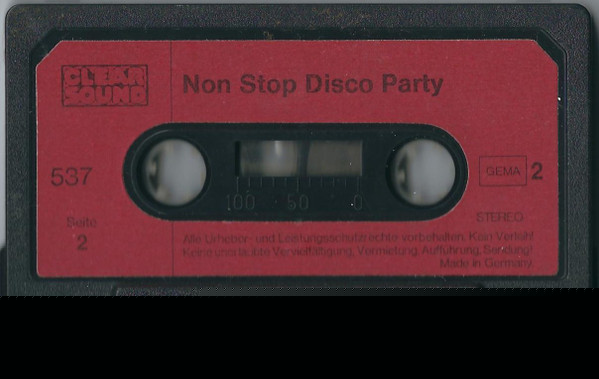 CLEBA SOUND
Non Stop Disco Party
537
GEMA 2
100 50 0
Seite
2
STEREO
Alle Urheber- und Leistungsschutzrechte vorbehalten. Kein Verleih!
Keine unerlaubte Vervielfältigung, Vermietung, Aufführung, Sendung!
Made in Germany.